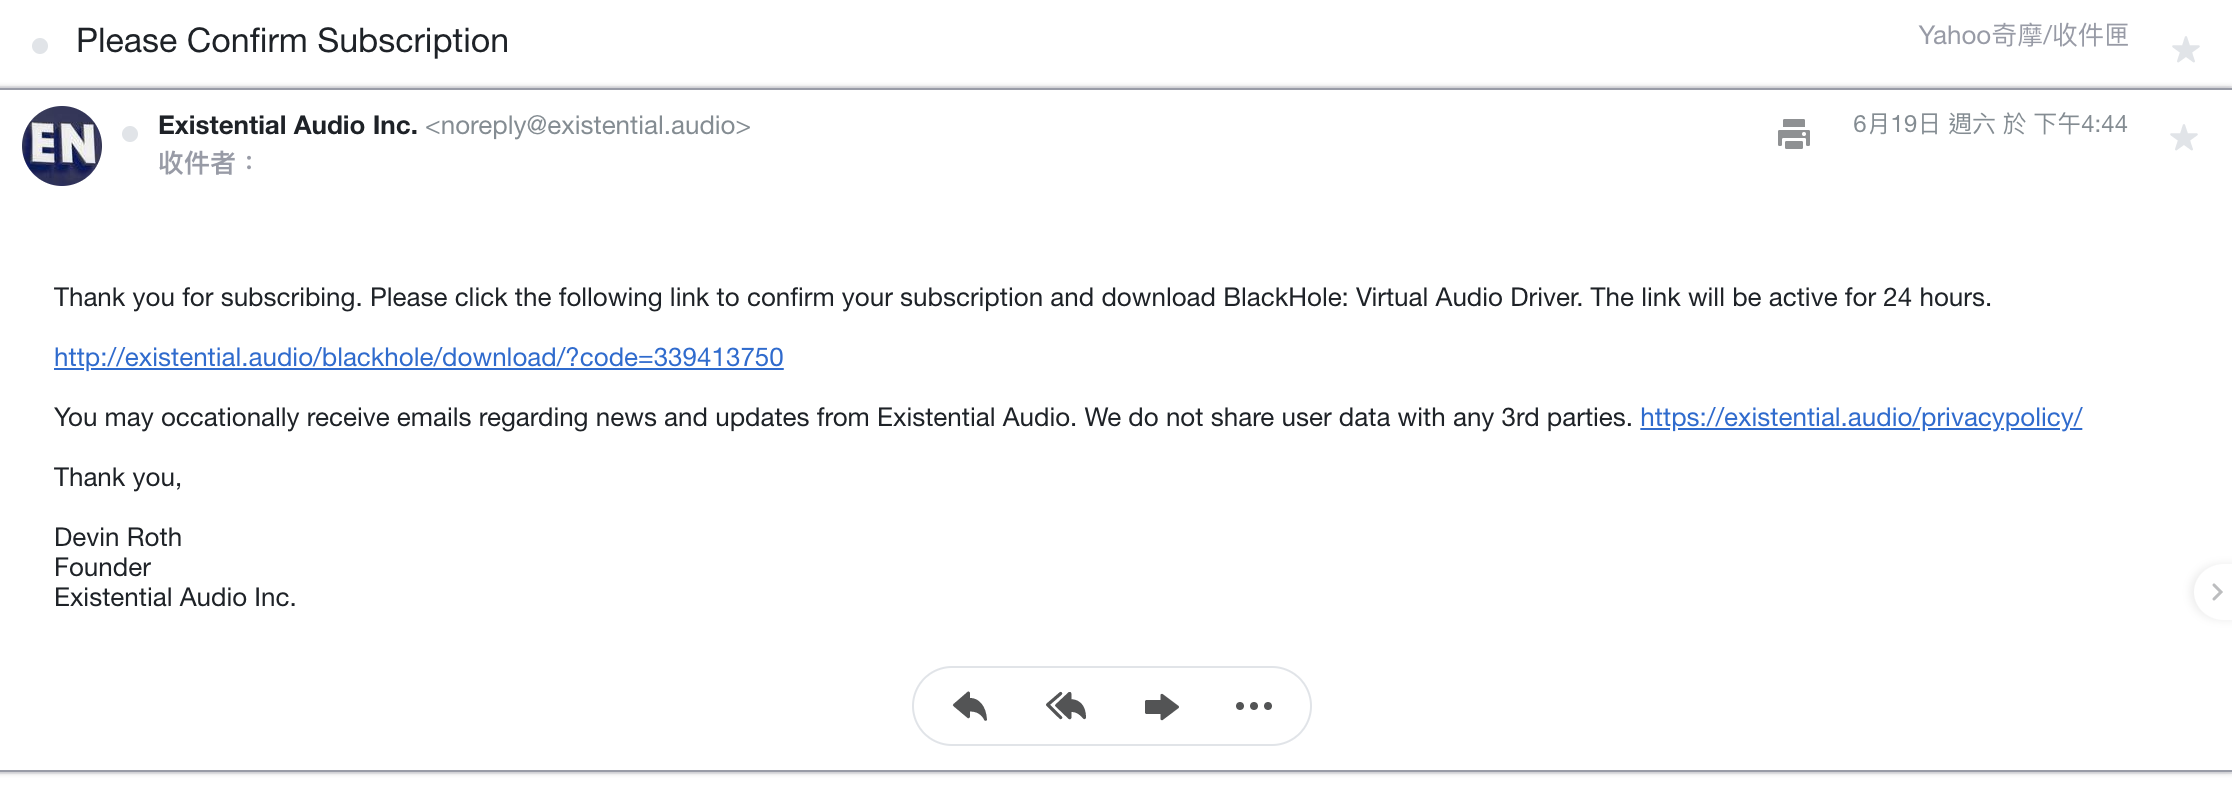 Please Confirm Subscription
Yahoo奇摩/收件匣
EN
Existential Audio Inc. <noreply@existential.audio>
6月19日 週六 於 下午4:44
收件者：
Thank you for subscribing. Please click the following link to confirm your subscription and download BlackHole: Virtual Audio Driver. The link will be active for 24 hours.
http://existential.audio/blackhole/download/?code=339413750
You may occationally receive emails regarding news and updates from Existential Audio. We do not share user data with any 3rd parties. https://existential.audio/privacypolicy/
Thank you,
Devin Roth
Founder
Existential Audio Inc.